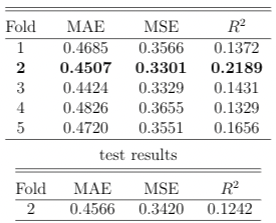 Fold MAE MSE R²
1 0.4685 0.3566 0.1372
2 0.4507 0.3301 0.2189
3 0.4424 0.3329 0.1431
4 0.4826 0.3655 0.1329
5 0.4720 0.3551 0.1656
test results
Fold MAE MSE R²
2 0.4566 0.3420 0.1242